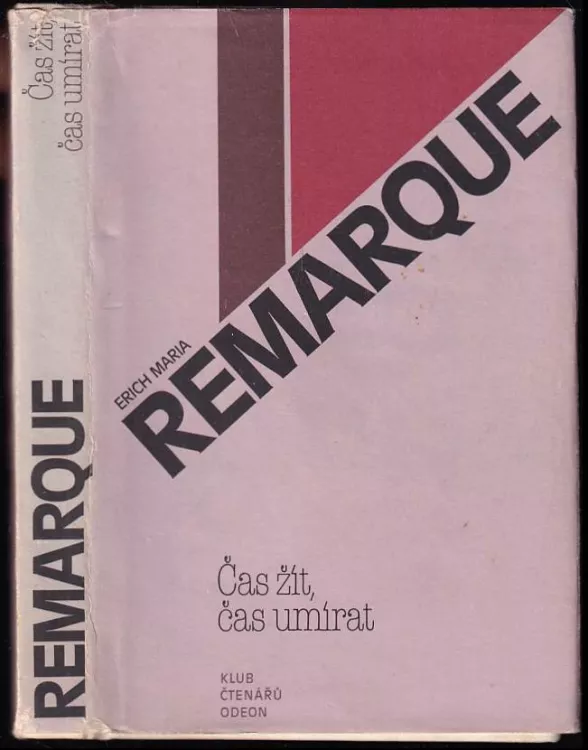 Čas žít,
čas umírat
REMARQUE
ERICH MARIA
REMARQUE
Čas žít,
čas umírat
KLUB
ČTENÁŘŮ
ODEON